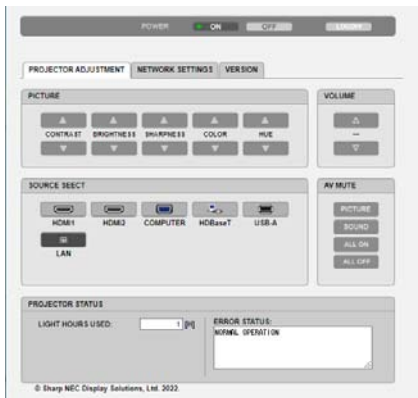 POWER ON OFF LOGOFF
PROJECTOR ADJUSTMENT NETWORK SETTINGS VERSION
PICTURE
CONTRAST BRIGHTNESS SHARPNESS COLOR HUE
VOLUME
--
SOURCE SEECT
HDMI1 HDMI2 COMPUTER HDBaseT USB-A
LAN
AV MUTE
PICTURE
SOUND
ALL ON
ALL OFF
PROJECTOR STATUS
LIGHT HOURS USED: 1 [H]
ERROR STATUS:
NORMAL OPERATION
© Sharp NEC Display Solutions, Ltd. 2022.